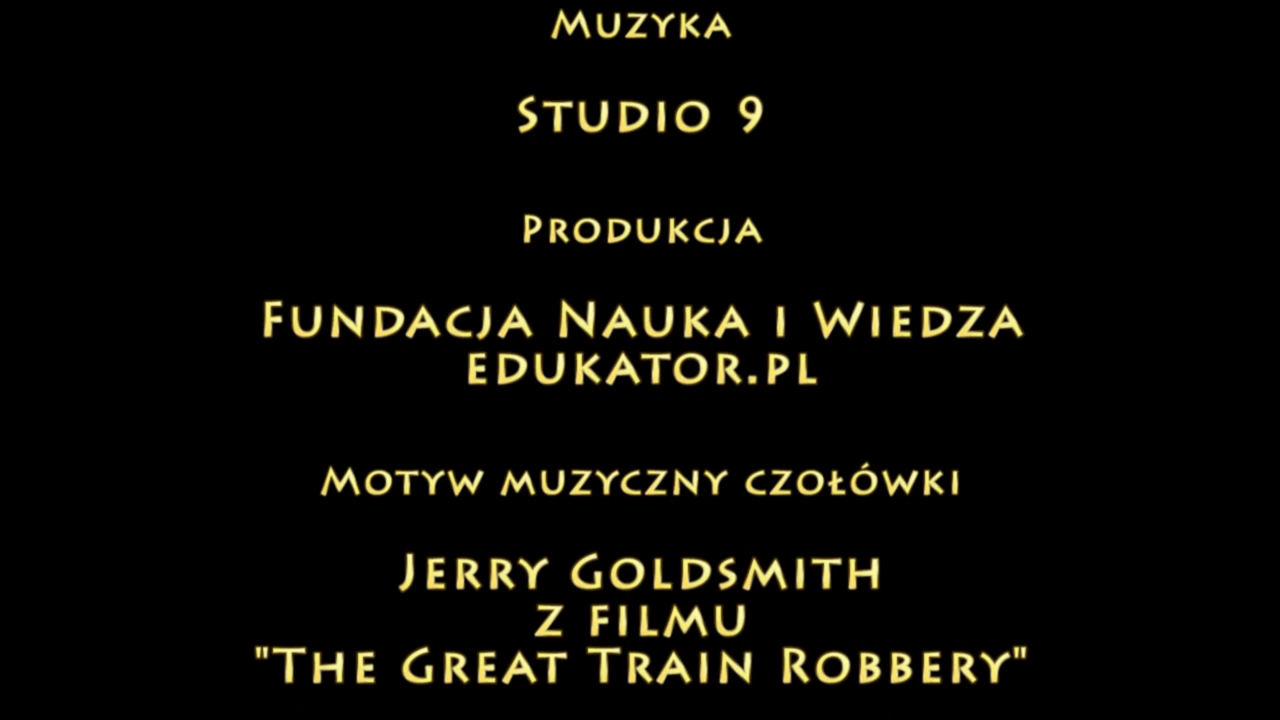 Muzyka
Studio 9
Produkcja
Fundacja Nauka i Wiedza
edukator.pl
Motyw muzyczny czołówki
Jerry Goldsmith
z filmu
"The Great Train Robbery"